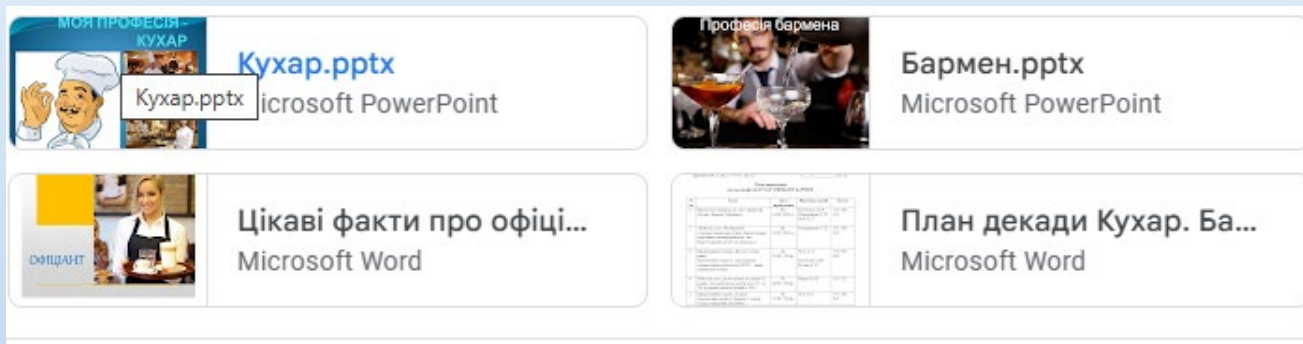 МОЯ ПРОФЕСІЯ -
КУХАР
Кухар.pptx
Кухар.pptx
icrosoft PowerPoint
Професія бармена
Бармен.pptx
Microsoft PowerPoint
ОФІЦІАНТ
Цікаві факти про офіці...
Microsoft Word
План декади Кухар. Ба...
Microsoft Word